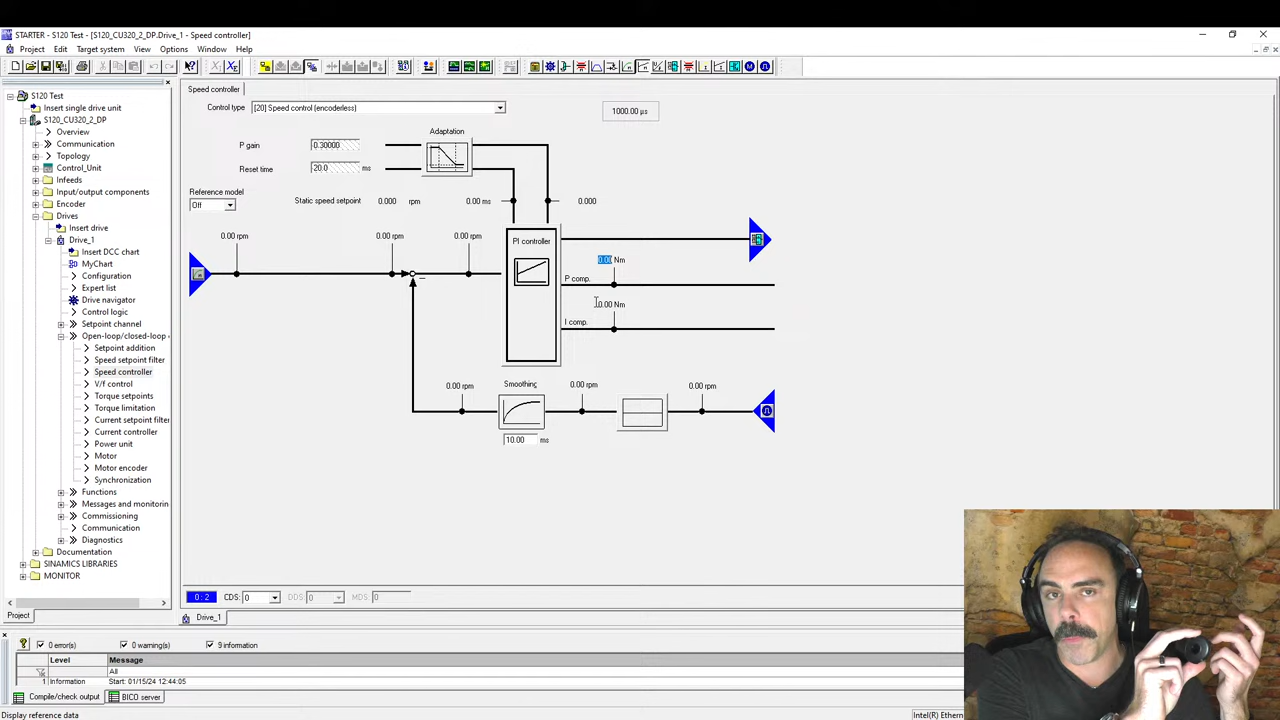 STARTER - S120 Test - [S120_CU320_2_DP.Drive_1 - Speed controller]
Project Edit Target system View Options Window Help
S120 Test
Insert single drive unit
S120_CU320_2_DP
Overview
Communication
Topology
Control_Unit
Infeeds
Input/output components
Encoder
Drives
Insert drive
Drive_1
Insert DCC chart
MyChart
Configuration
Expert list
Drive navigator
Control logic
Setpoint channel
Open-loop/closed-loop
Setpoint addition
Speed setpoint filter
Speed controller
V/f control
Torque setpoints
Torque limitation
Current setpoint filter
Current controller
Power unit
Motor
Motor encoder
Synchronization
Functions
Messages and monitorin
Commissioning
Communication
Diagnostics
Documentation
SINAMICS LIBRARIES
MONITOR
Project
Speed controller
Control type [20] Speed control (encoderless) 1000.00 µs
Adaptation
P gain 0.30000
Reset time 20.0 ms
Reference model
Off
Static speed setpoint 0.000 rpm 0.00 ms 0.000
0.00 rpm 0.00 rpm 0.00 rpm
PI controller
0.00 Nm
P comp.
0.00 Nm
I comp.
0.00 rpm Smoothing 0.00 rpm 0.00 rpm
10.00 ms
0: 2 CDS: 0 DDS: 0 MDS: 0
Drive_1
0 error(s) 0 warning(s) 9 information
Level Message
All
1 Information Start: 01/15/24 12:44:05
Compile/check output BICO server
Display reference data Intel(R) Ethern